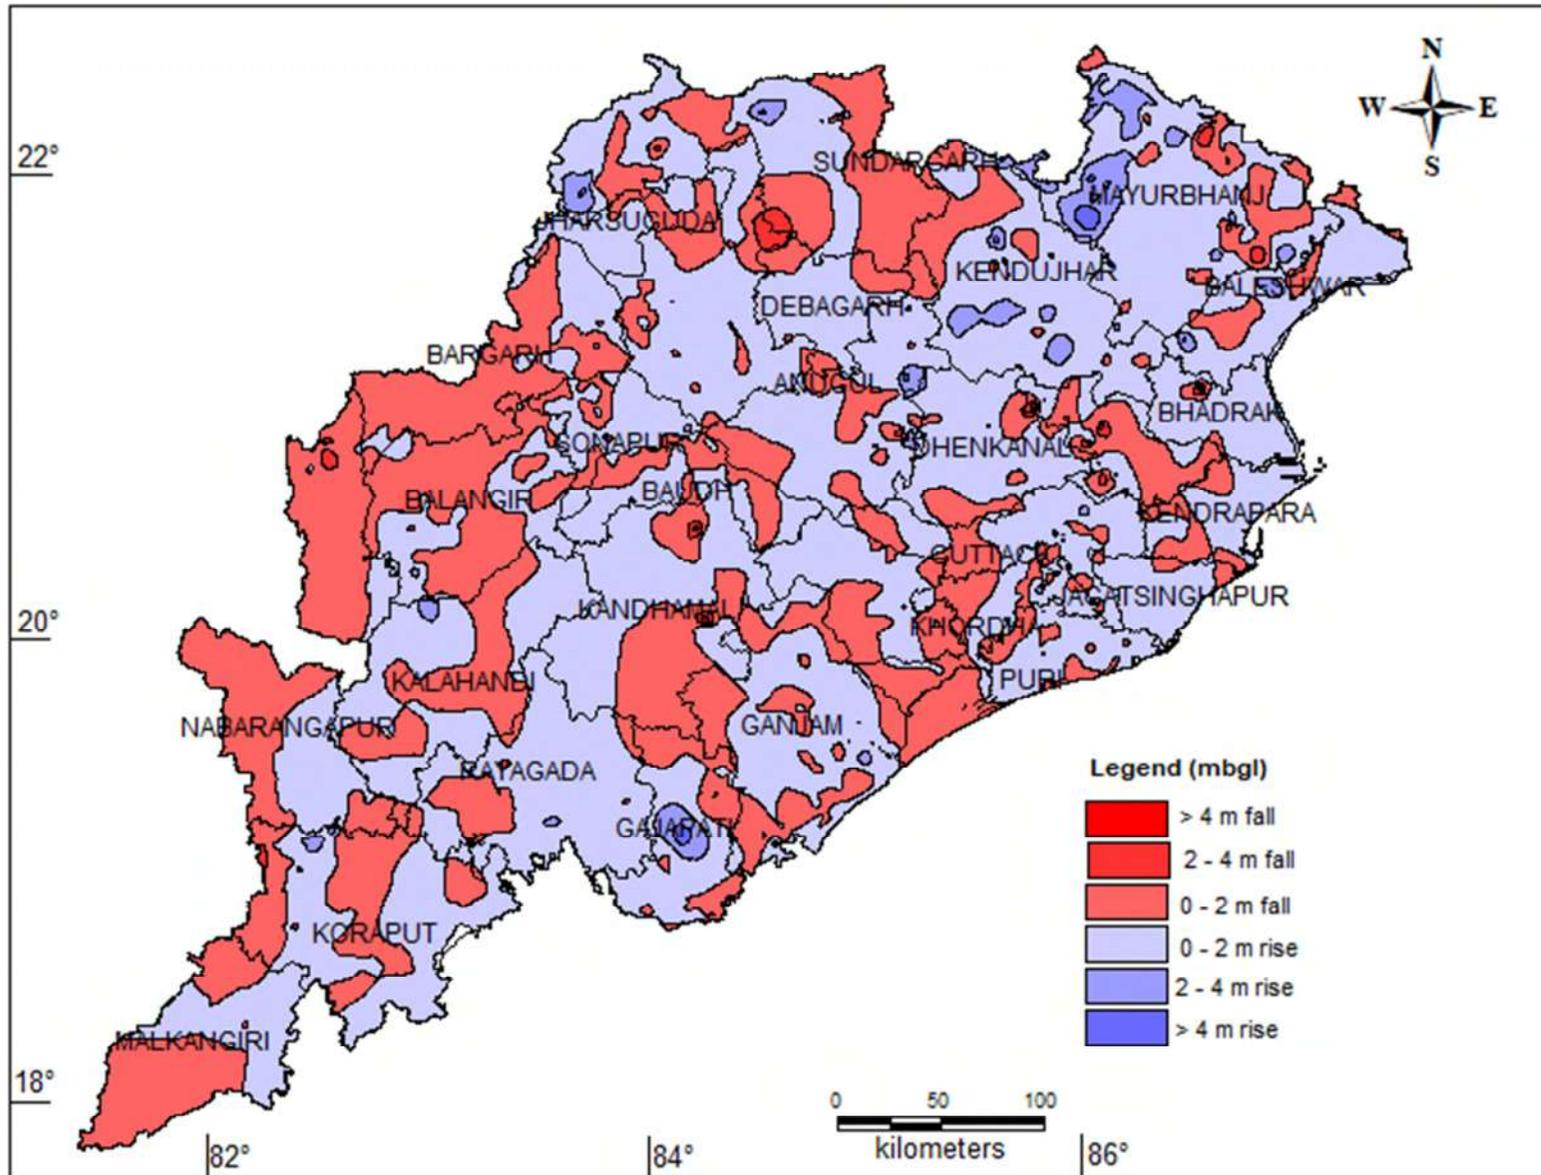 N
W E
S
22°
SUNDARGARH
MAYURBHANJ
JHARSUGUDA
KENDUJHAR
BALESHWAR
DEBAGARH
BARGARH
ANUGUL
BHADRAK
SONAPUR
DHENKANAL
BALANGIR
BAUDH
KENDRAPARA
CUTTACK
20°
KANDHAMAL
JAGATSINGHAPUR
KHORDHA
KALAHANDI
PURI
NABARANGAPUR
GANJAM
RAYAGADA
GAJAPATI
KORAPUT
MALKANGIRI
18°
Legend (mbgl)
> 4 m fall
2 - 4 m fall
0 - 2 m fall
0 - 2 m rise
2 - 4 m rise
> 4 m rise
0 50 100
kilometers
82° 84° 86°